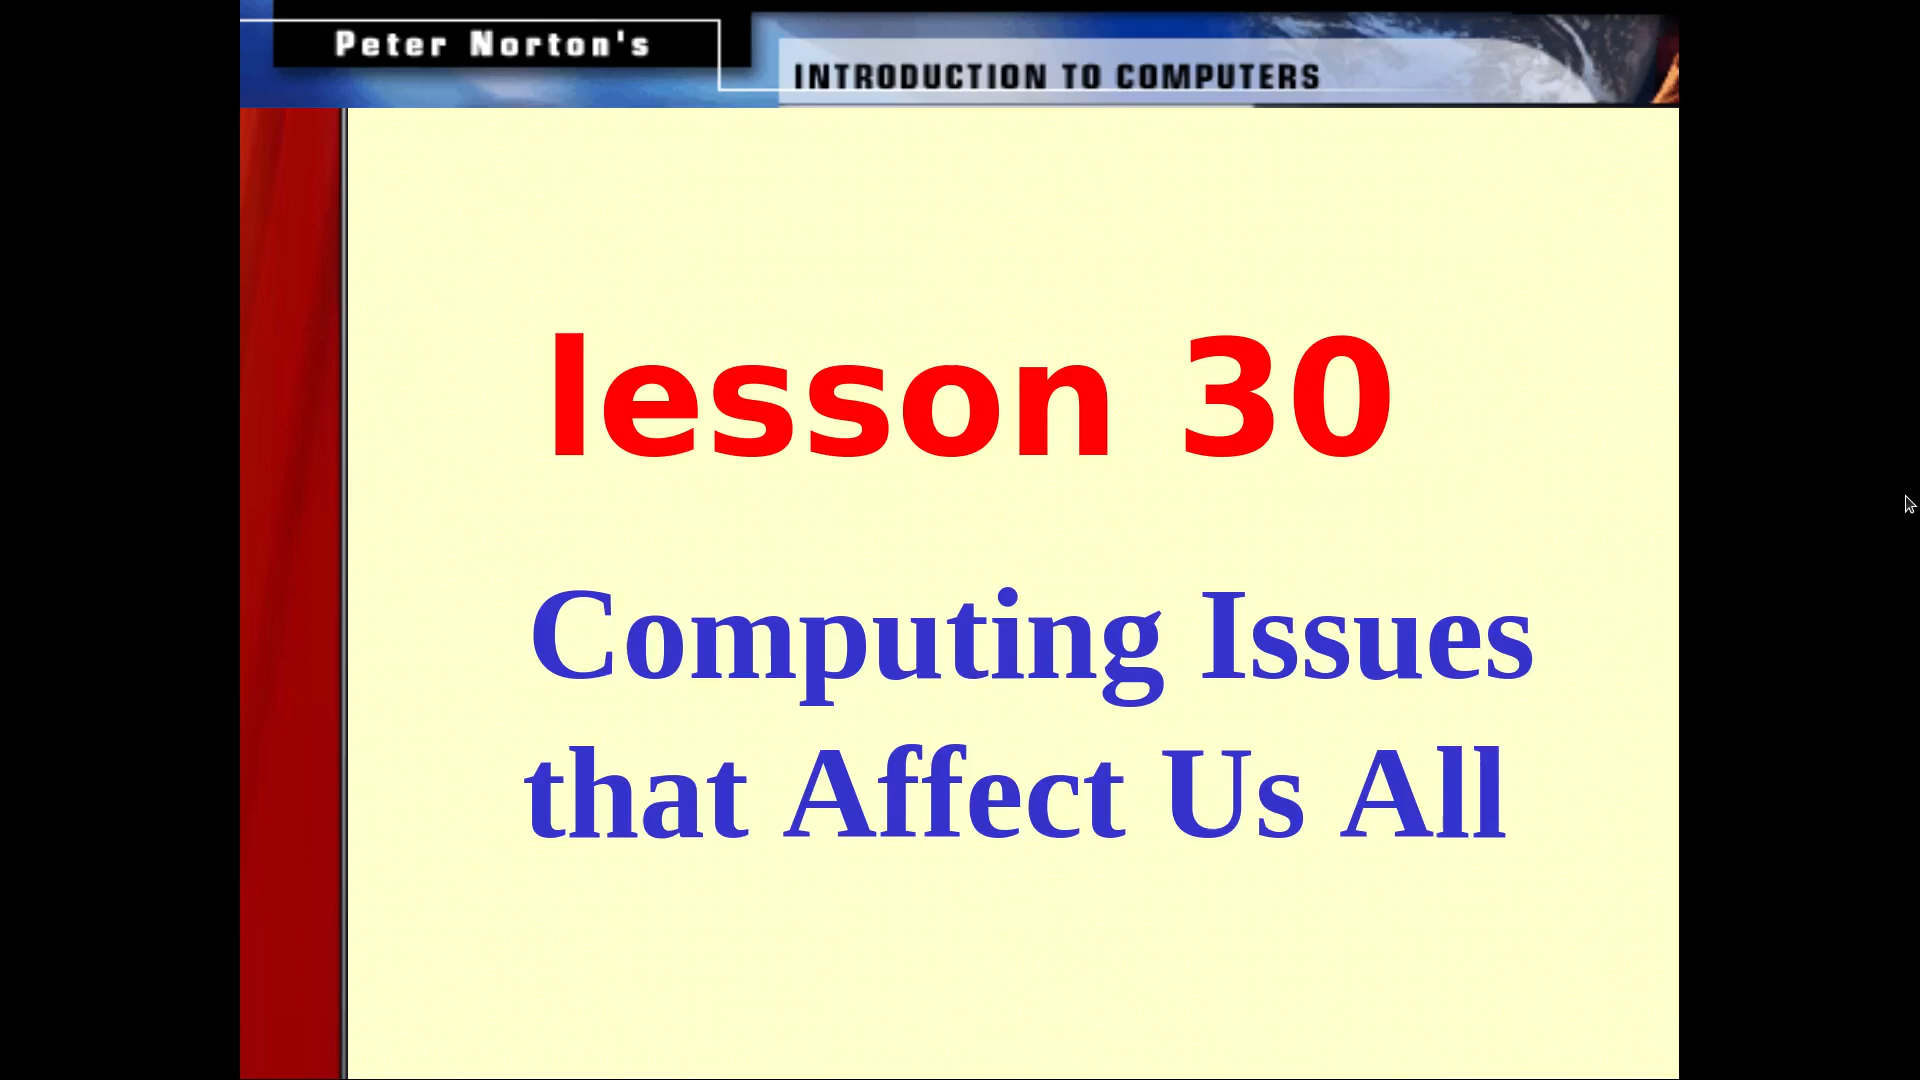 Peter Norton's
INTRODUCTION TO COMPUTERS
lesson 30
Computing Issues
that Affect Us All